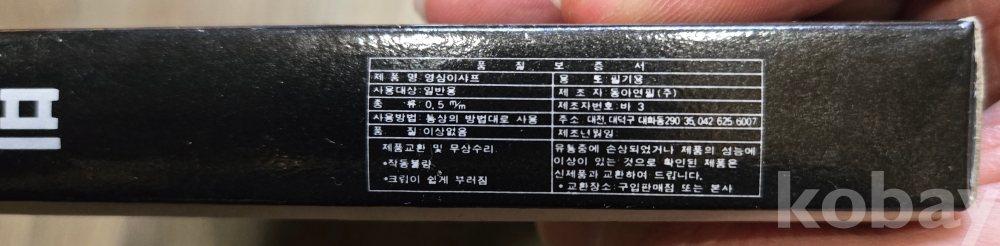 품 질 보 증 서
제 품 명 영심이샤프
용 도: 필기용
사용대상: 일반용
제 조 자: 동아연필(주)
종 류: 0.5 m/m
제조자번호: 바 3
사용방법: 통상의 방법대로 사용
주소 대전.대덕구 대화동290 35, 042 625 6007
품 질: 이상없음
제조년월일:
제품교환 및 무상수리
•작동불량
•크립이 쉽게 부러짐
유통중에 손상되었거나 제품의 성능에
이상이 있는 것으로 확인된 제품은
신제품과 교환하여 드립니다.
• 교환장소: 구입판매점 또는 본사
kobay